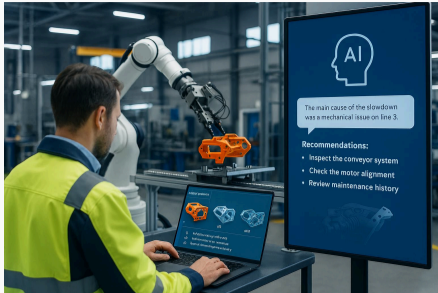 AI
The main cause of the slowdown
was a mechanical issue on line 3.
Recommendations:
• Inspect the conveyor system
• Check the motor alignment
• Review maintenance history